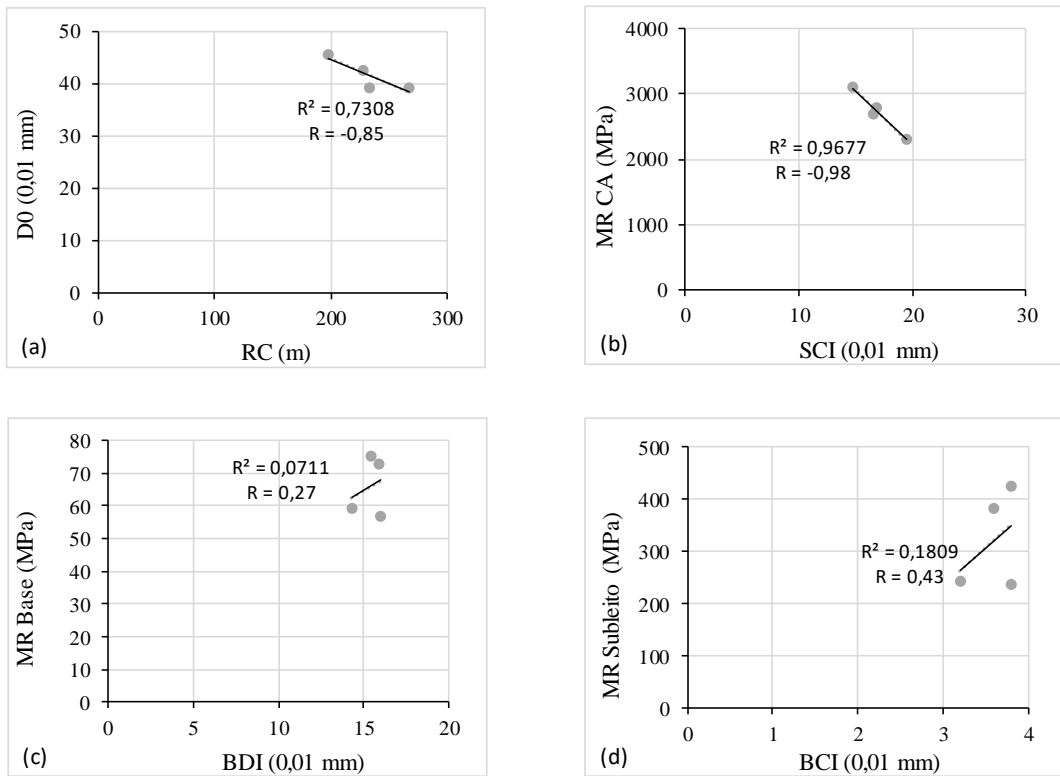 50
40
30
20
10
0
D0 (0,01 mm)
R² = 0,7308
R = -0,85
0 100 200 300
(a)
RC (m)
4000
3000
2000
1000
0
MR CA (MPa)
R² = 0,9677
R = -0,98
0 10 20 30
(b)
SCI (0,01 mm)
80
70
60
50
40
30
20
10
0
MR Base (MPa)
R² = 0,0711
R = 0,27
0 5 10 15 20
(c)
BDI (0,01 mm)
500
400
300
200
100
0
MR Subleito (MPa)
R² = 0,1809
R = 0,43
0 1 2 3 4
(d)
BCI (0,01 mm)